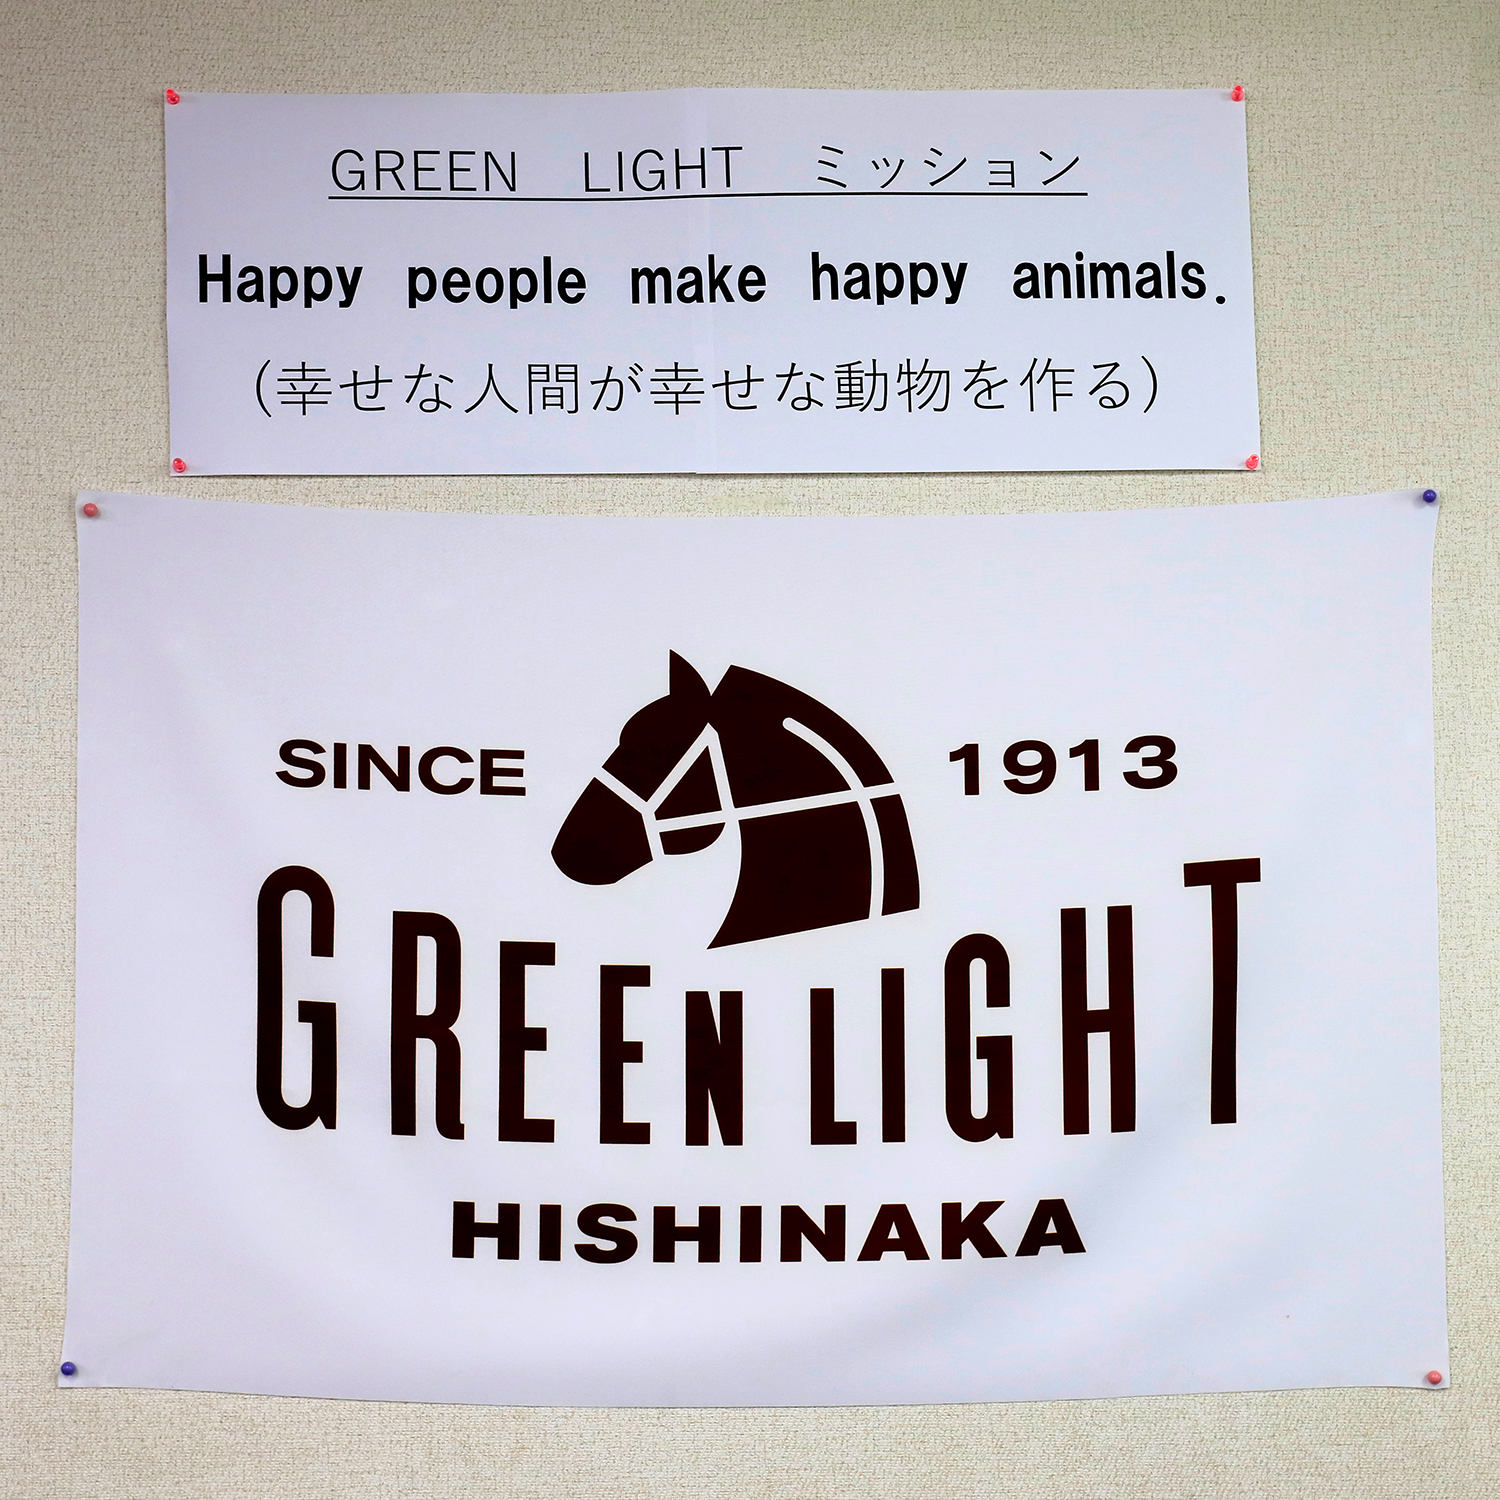 GREEN LIGHT ミッション
Happy people make happy animals.
(幸せな人間が幸せな動物を作る)
SINCE 1913
GREEN LIGHT
HISHINAKA